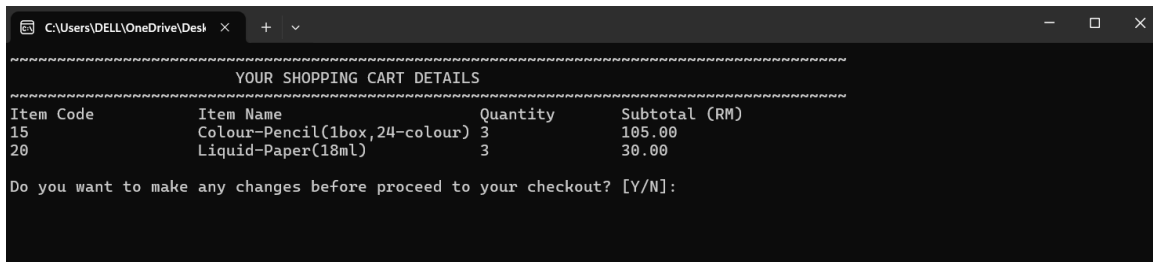 C:\Users\DELL\OneDrive\Desk
~~~~~~~~~~~~~~~~~~~~~~~~~~~~~~~~~~~~~~~~~~~~~~~~~~~~~~~~~~~~~~~~~~~~~~~~~~~~~~~~~~~~~~~~~
YOUR SHOPPING CART DETAILS
~~~~~~~~~~~~~~~~~~~~~~~~~~~~~~~~~~~~~~~~~~~~~~~~~~~~~~~~~~~~~~~~~~~~~~~~~~~~~~~~~~~~~~~~~
Item Code Item Name Quantity Subtotal (RM)
15 Colour-Pencil(1box,24-colour) 3 105.00
20 Liquid-Paper(18ml) 3 30.00
Do you want to make any changes before proceed to your checkout? [Y/N]: